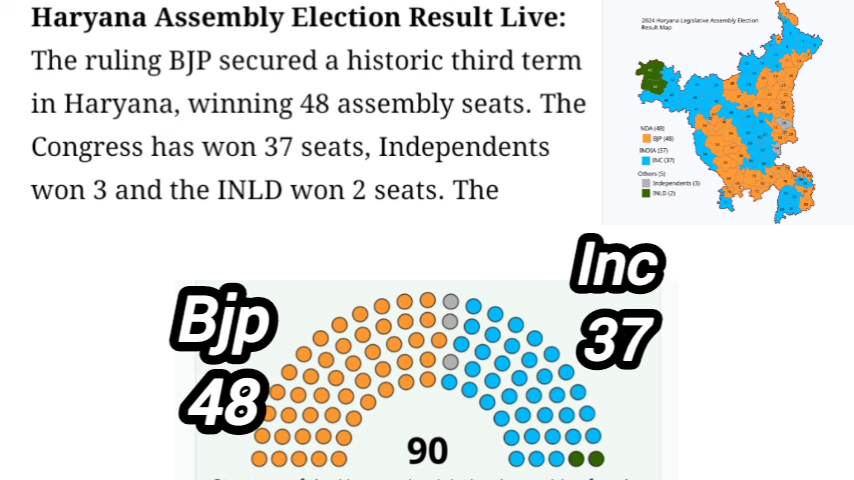 Haryana Assembly Election Result Live:
The ruling BJP secured a historic third term
in Haryana, winning 48 assembly seats. The
Congress has won 37 seats, Independents
won 3 and the INLD won 2 seats. The
2024 Haryana Legislative Assembly Election
Result Map
NDA (48)
BJP (48)
INDIA (37)
INC (37)
Others (5)
Independents (3)
INLD (2)
Bjp
48
Inc
37
90